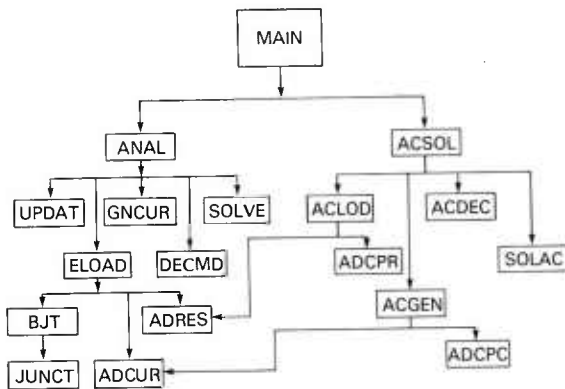 MAIN
ANAL
ACSOL
UPDAT
GNCUR
SOLVE
ACLOD
ACDEC
ELOAD
DECMD
ADCPR
SOLAC
BJT
ADRES
ACGEN
JUNCT
ADCUR
ADCPC